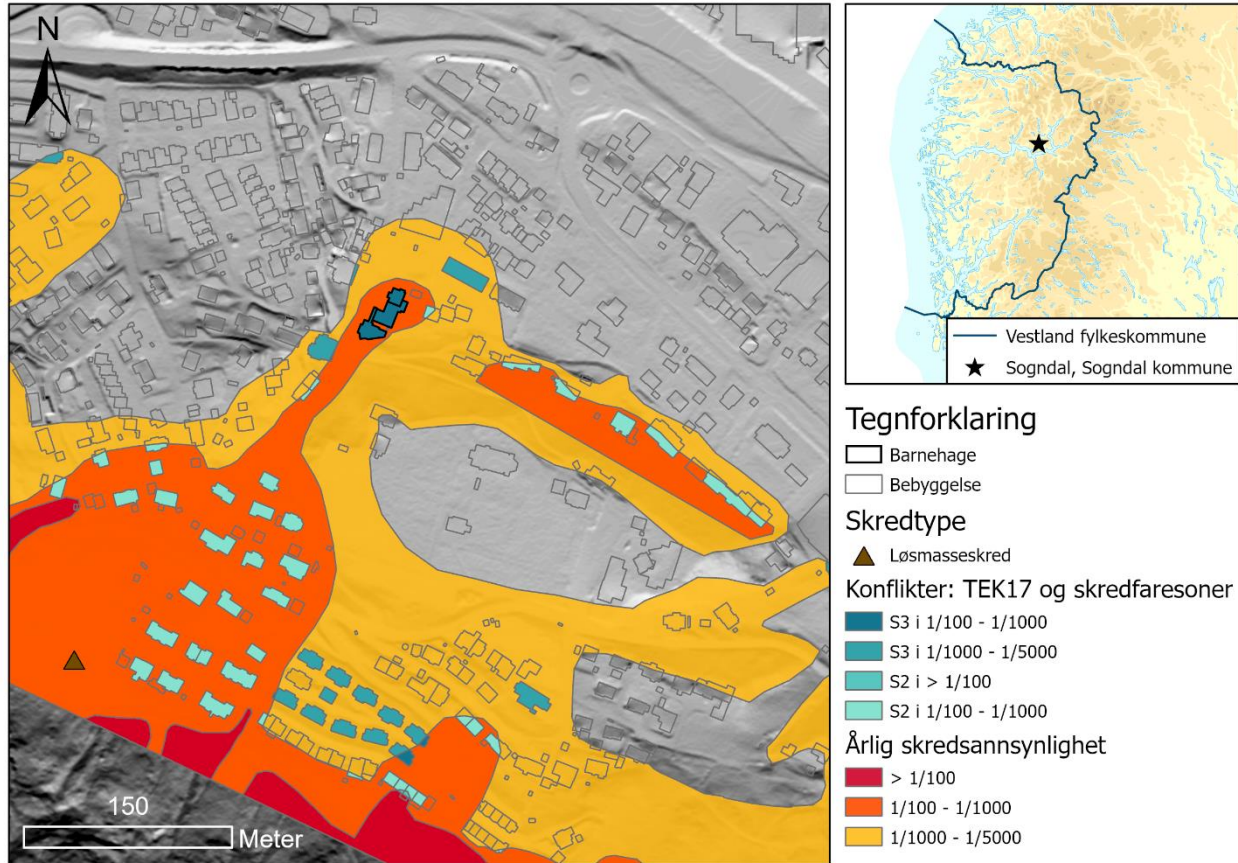 N
150
Meter
Vestland fylkeskommune
Sogndal, Sogndal kommune
Tegnforklaring
Barnehage
Bebyggelse
Skredtype
Løsmasseskred
Konflikter: TEK17 og skredfaresoner
S3 i 1/100 - 1/1000
S3 i 1/1000 - 1/5000
S2 i > 1/100
S2 i 1/100 - 1/1000
Årlig skredsannsynlighet
> 1/100
1/100 - 1/1000
1/1000 - 1/5000